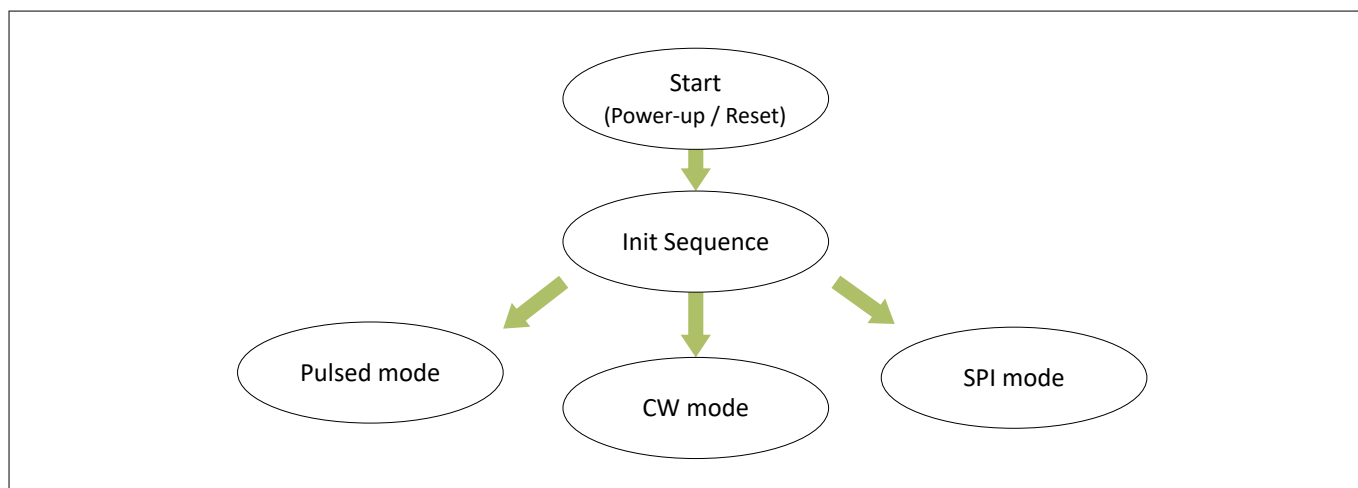 Start
(Power-up / Reset)
Init Sequence
Pulsed mode
CW mode
SPI mode